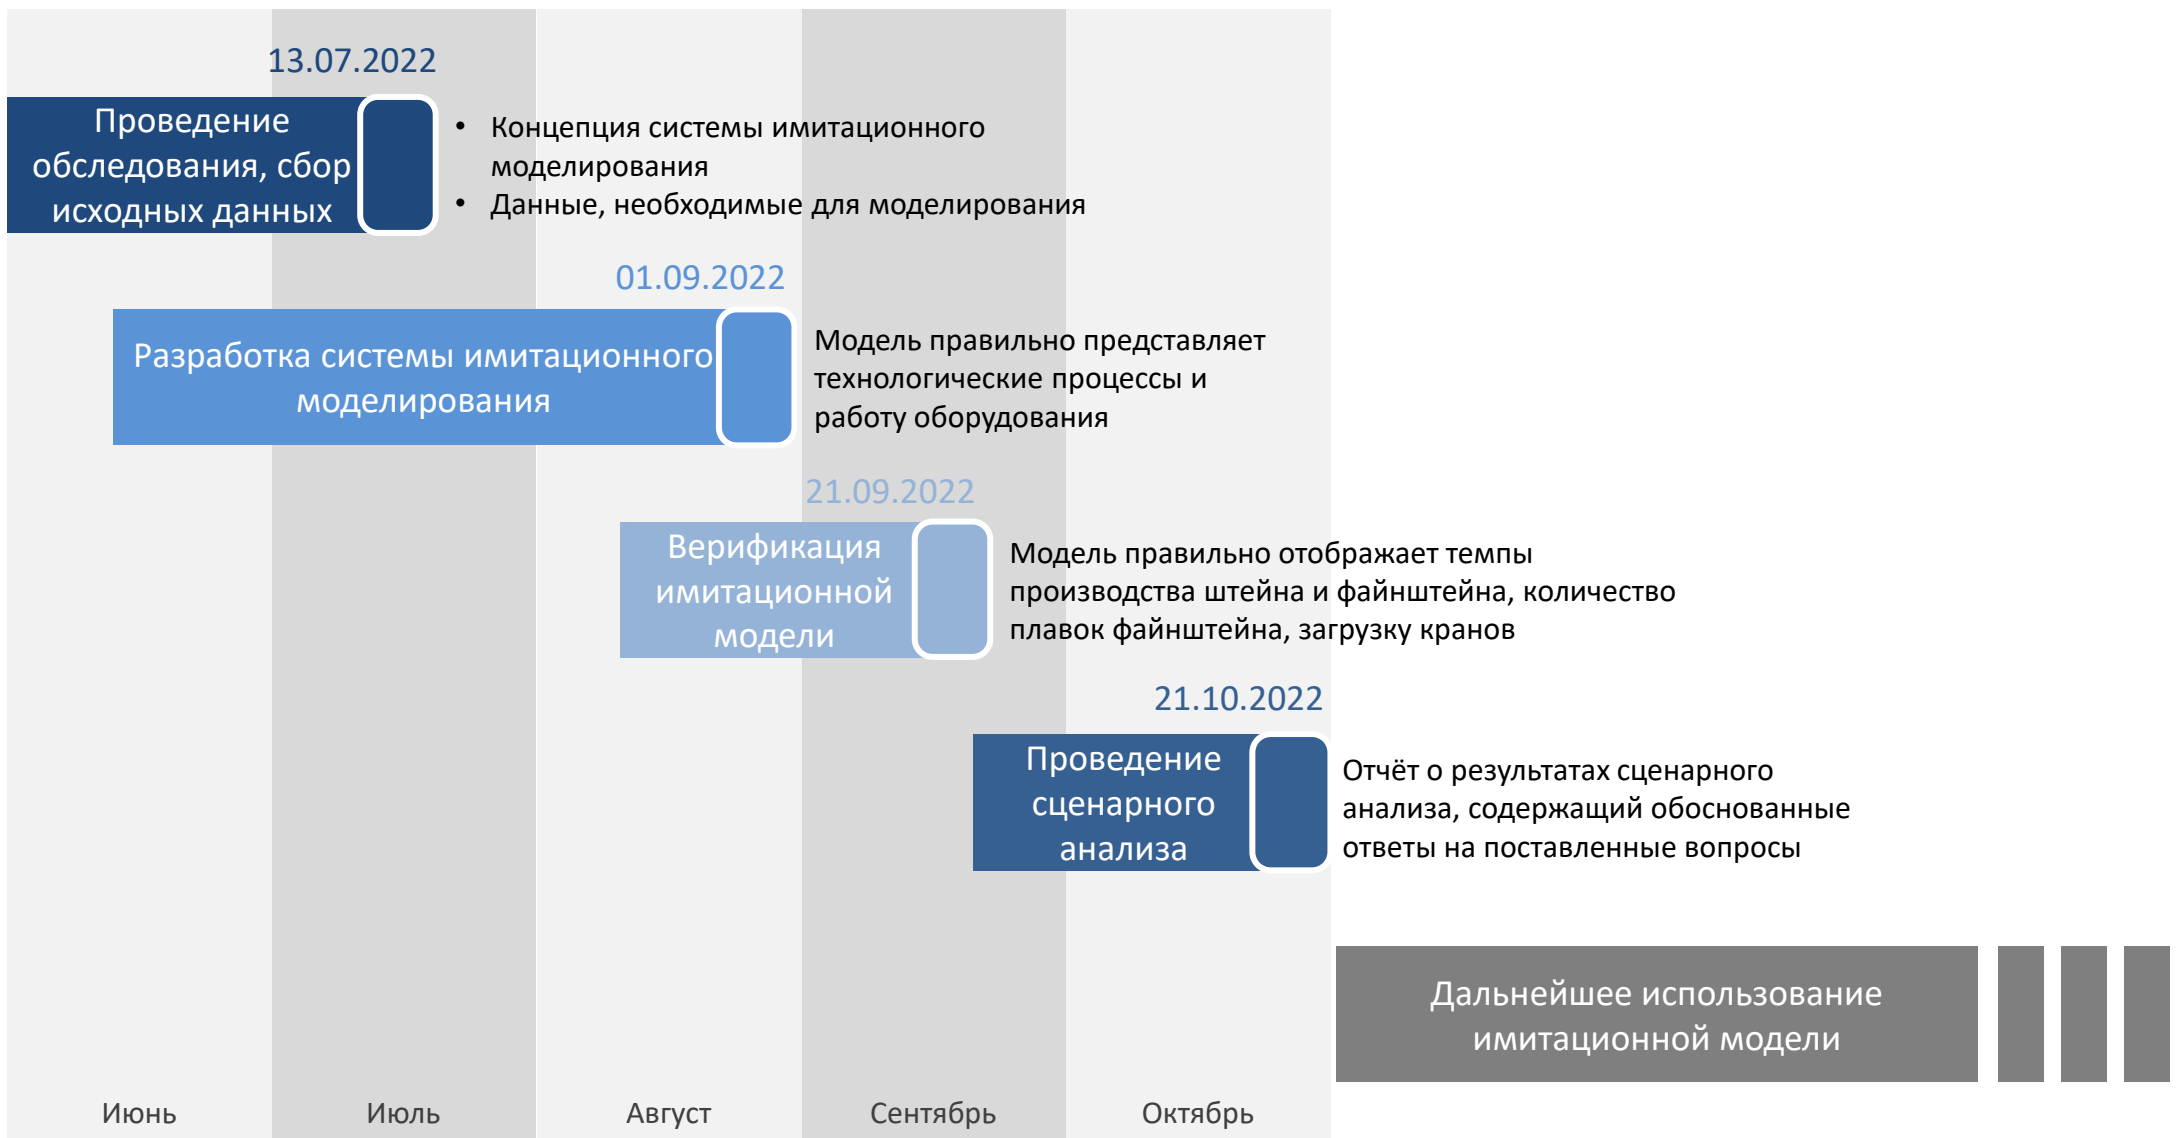 13.07.2022
Проведение
обследования, сбор
исходных данных
• Концепция системы имитационного
моделирования
• Данные, необходимые для моделирования
01.09.2022
Разработка системы имитационного
моделирования
Модель правильно представляет
технологические процессы и
работу оборудования
21.09.2022
Верификация
имитационной
модели
Модель правильно отображает темпы
производства штейна и файнштейна, количество
плавок файнштейна, загрузку кранов
21.10.2022
Проведение
сценарного
анализа
Отчёт о результатах сценарного
анализа, содержащий обоснованные
ответы на поставленные вопросы
Дальнейшее использование
имитационной модели
Июнь
Июль
Август
Сентябрь
Октябрь